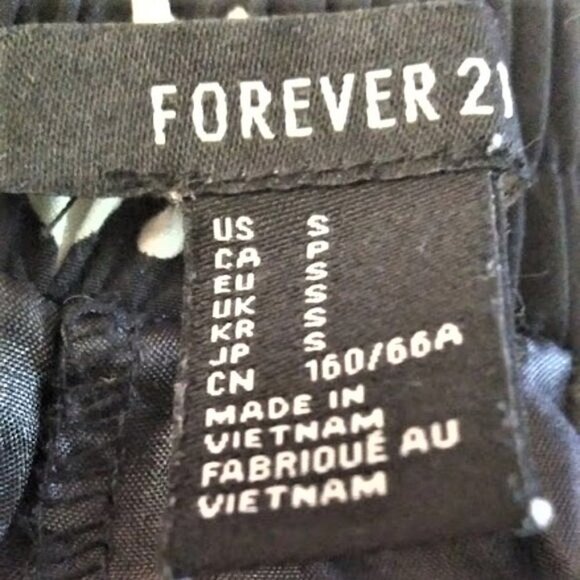 FOREVER 21
US S
CA P
EU S
UK S
KR S
JP S
CN 160/66A
MADE IN
VIETNAM
FABRIQUÉ AU
VIETNAM